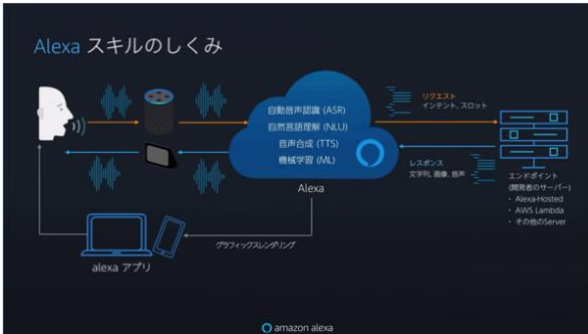 Alexa スキルのしくみ
自動音声認識 (ASR)
自然言語理解 (NLU)
音声合成 (TTS)
機械学習 (ML)
Alexa
リクエスト
インテント, スロット
レスポンス
文字列, 画像, 音声
エンドポイント
(開発者のサーバー)
・ Alexa-Hosted
・ AWS Lambda
・ その他のServer
グラフィックスレンダリング
alexa アプリ
amazon alexa